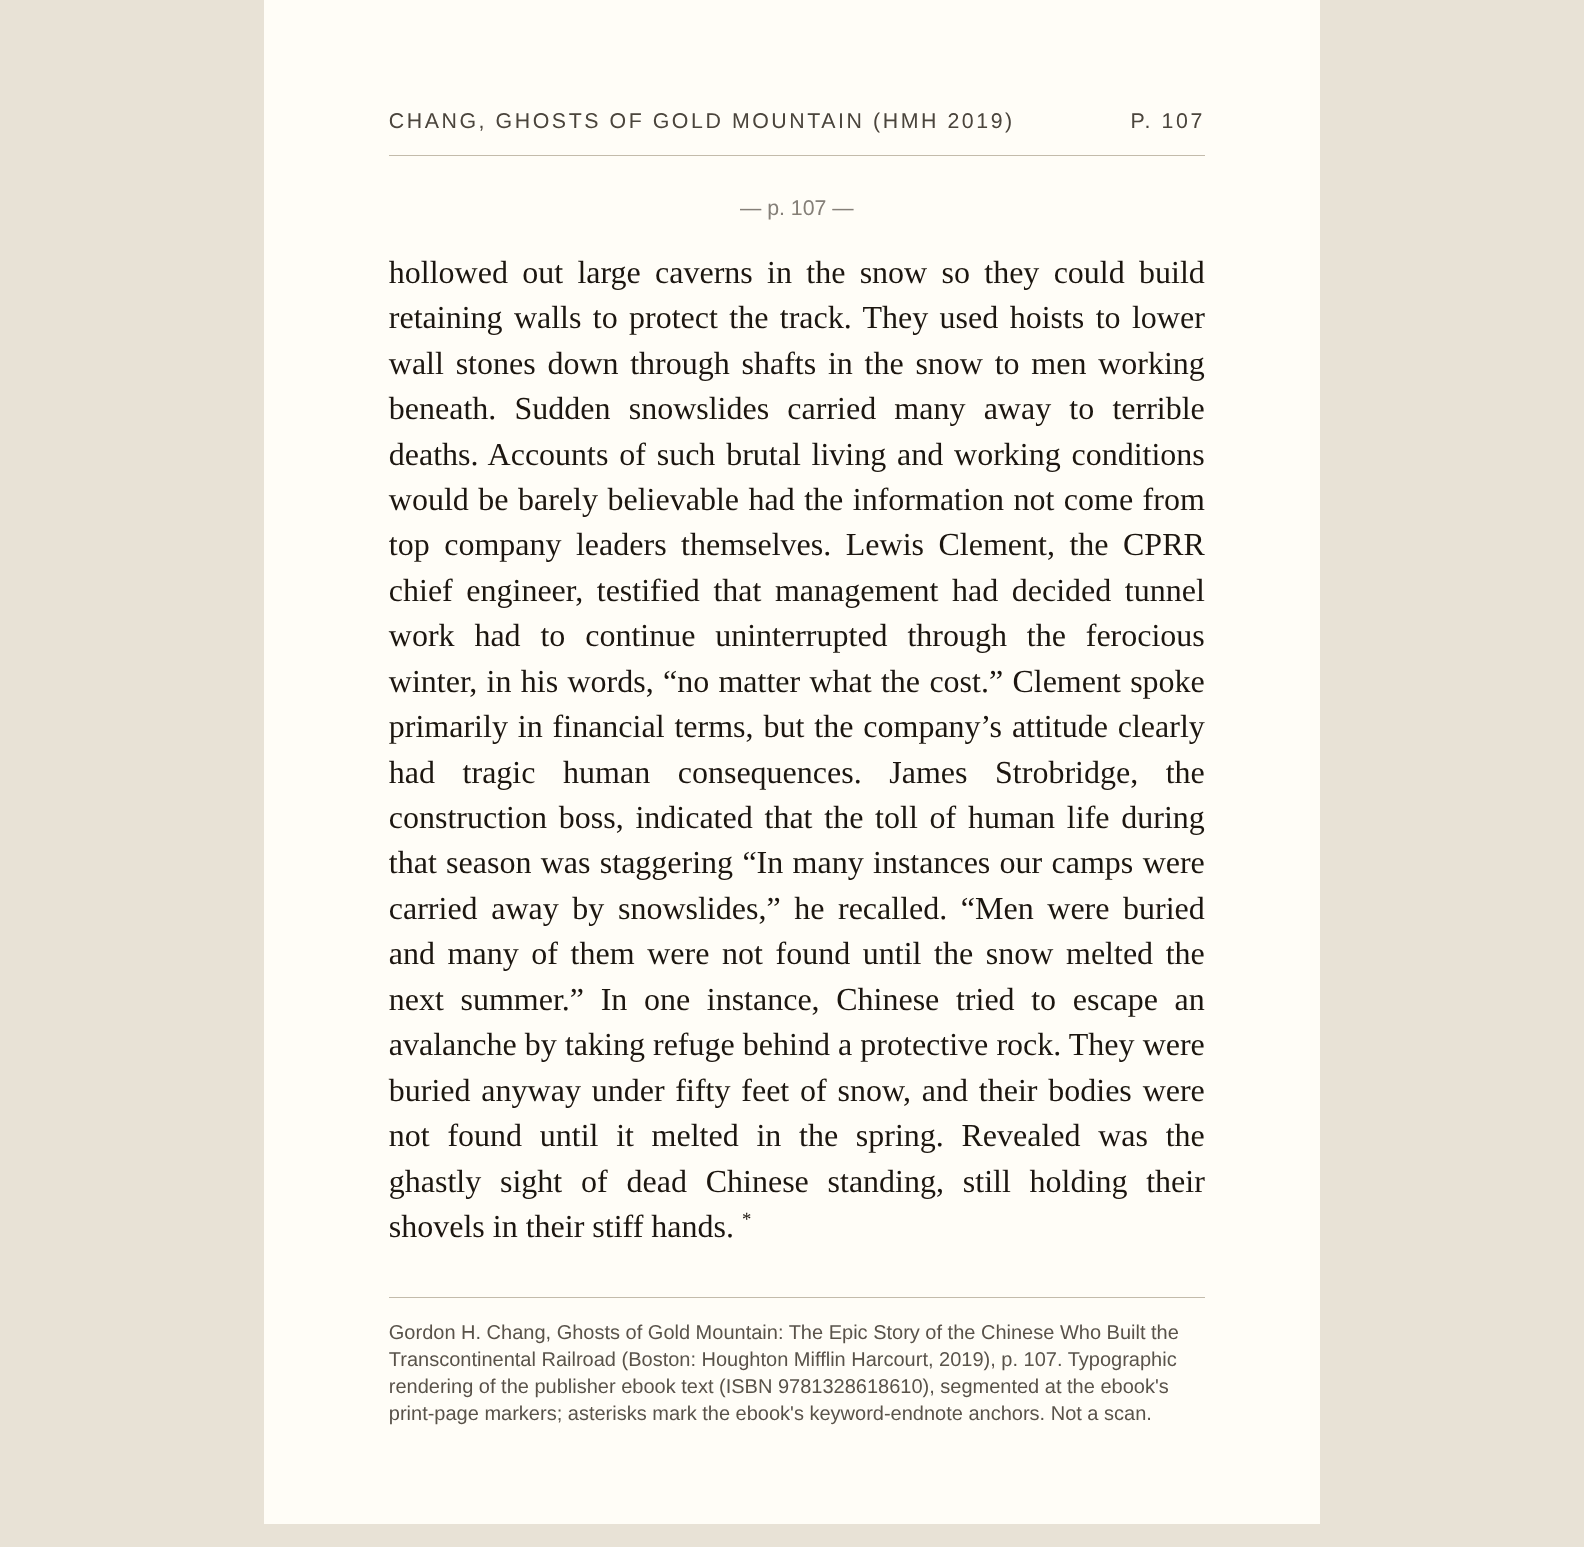 CHANG, GHOSTS OF GOLD MOUNTAIN (HMH 2019) P. 107
— p. 107 —
hollowed out large caverns in the snow so they could build
retaining walls to protect the track. They used hoists to lower
wall stones down through shafts in the snow to men working
beneath. Sudden snowslides carried many away to terrible
deaths. Accounts of such brutal living and working conditions
would be barely believable had the information not come from
top company leaders themselves. Lewis Clement, the CPRR
chief engineer, testified that management had decided tunnel
work had to continue uninterrupted through the ferocious
winter, in his words, “no matter what the cost.” Clement spoke
primarily in financial terms, but the company’s attitude clearly
had tragic human consequences. James Strobridge, the
construction boss, indicated that the toll of human life during
that season was staggering “In many instances our camps were
carried away by snowslides,” he recalled. “Men were buried
and many of them were not found until the snow melted the
next summer.” In one instance, Chinese tried to escape an
avalanche by taking refuge behind a protective rock. They were
buried anyway under fifty feet of snow, and their bodies were
not found until it melted in the spring. Revealed was the
ghastly sight of dead Chinese standing, still holding their
shovels in their stiff hands. *
Gordon H. Chang, Ghosts of Gold Mountain: The Epic Story of the Chinese Who Built the
Transcontinental Railroad (Boston: Houghton Mifflin Harcourt, 2019), p. 107. Typographic
rendering of the publisher ebook text (ISBN 9781328618610), segmented at the ebook's
print-page markers; asterisks mark the ebook's keyword-endnote anchors. Not a scan.